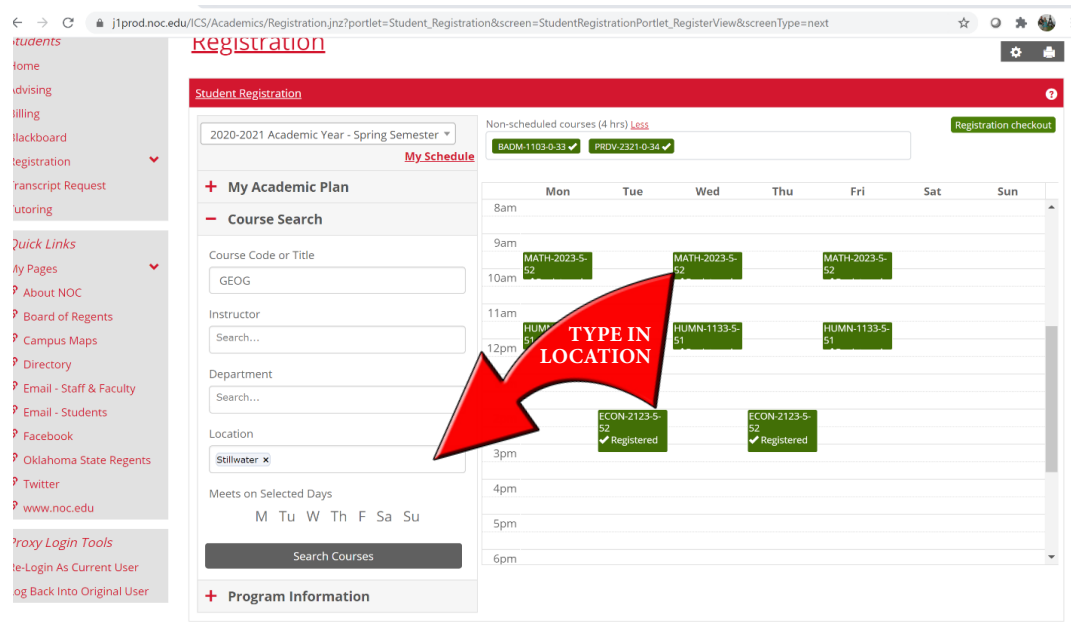 j1prod.noc.edu/ICS/Academics/Registration.jnz?portlet=Student_Registration&screen=StudentRegistrationPortlet_RegisterView&screenType=next
Students
Home
Advising
Billing
Blackboard
Registration
Transcript Request
Tutoring
Quick Links
My Pages
About NOC
Board of Regents
Campus Maps
Directory
Email - Staff & Faculty
Email - Students
Facebook
Oklahoma State Regents
Twitter
www.noc.edu
Proxy Login Tools
Re-Login As Current User
Log Back Into Original User
Registration
Student Registration
2020-2021 Academic Year - Spring Semester
My Schedule
+ My Academic Plan
− Course Search
Course Code or Title
GEOG
Instructor
Search...
Department
Search...
Location
Stillwater ×
Meets on Selected Days
M Tu W Th F Sa Su
Search Courses
+ Program Information
Non-scheduled courses (4 hrs) Less
BADM-1103-0-33 ✔ PRDV-2321-0-34 ✔
Registration checkout
Mon Tue Wed Thu Fri Sat Sun
8am
9am
MATH-2023-5- MATH-2023-5- MATH-2023-5-
52 52 52
10am
11am
HUMN-1133-5- HUMN-1133-5-
51 51 51
12pm
TYPE IN
LOCATION
ECON-2123-5- ECON-2123-5-
52 52
✔ Registered ✔ Registered
3pm
4pm
5pm
6pm